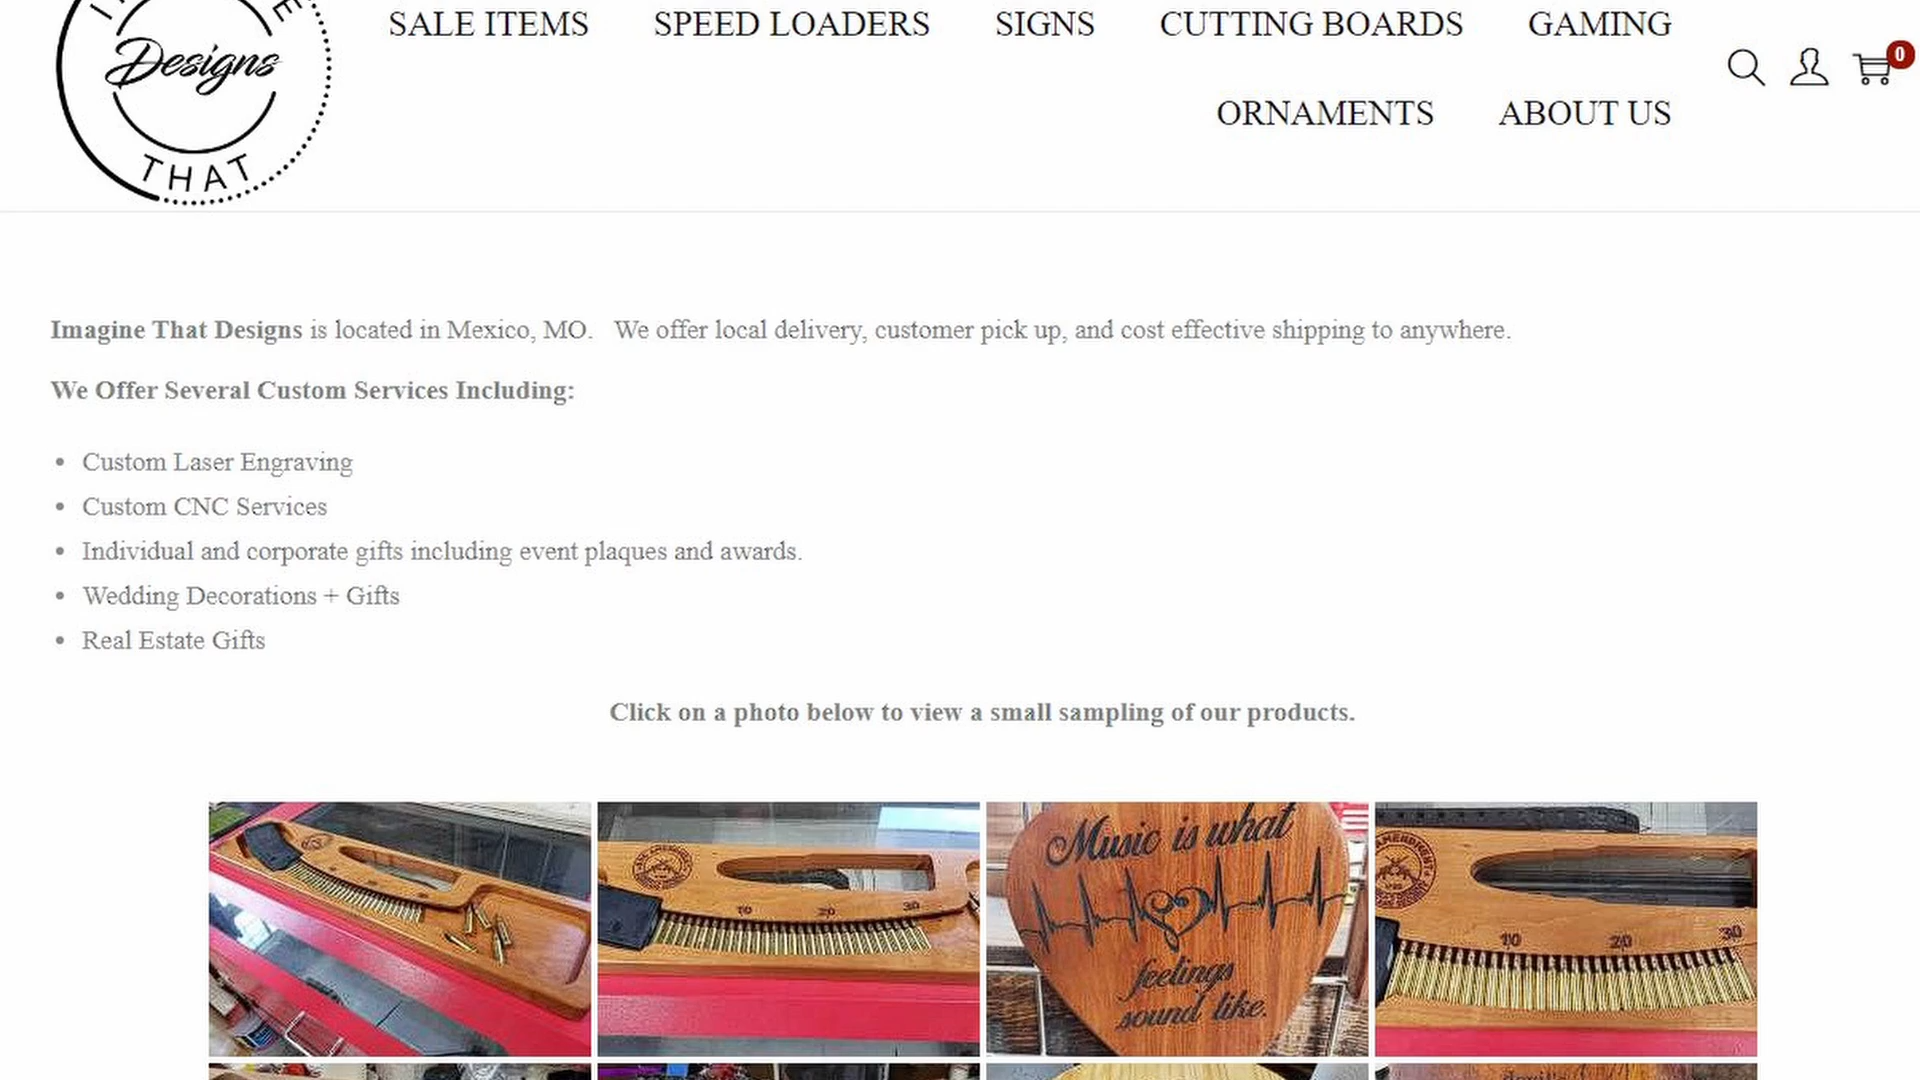 SALE ITEMS SPEED LOADERS SIGNS CUTTING BOARDS GAMING
0
Designs
ORNAMENTS ABOUT US
THAT
Imagine That Designs is located in Mexico, MO. We offer local delivery, customer pick up, and cost effective shipping to anywhere.
We Offer Several Custom Services Including:
• Custom Laser Engraving
• Custom CNC Services
• Individual and corporate gifts including event plaques and awards.
• Wedding Decorations + Gifts
• Real Estate Gifts
Click on a photo below to view a small sampling of our products.
10 20 30
Music is what
feelings
sound like.
10 20 30